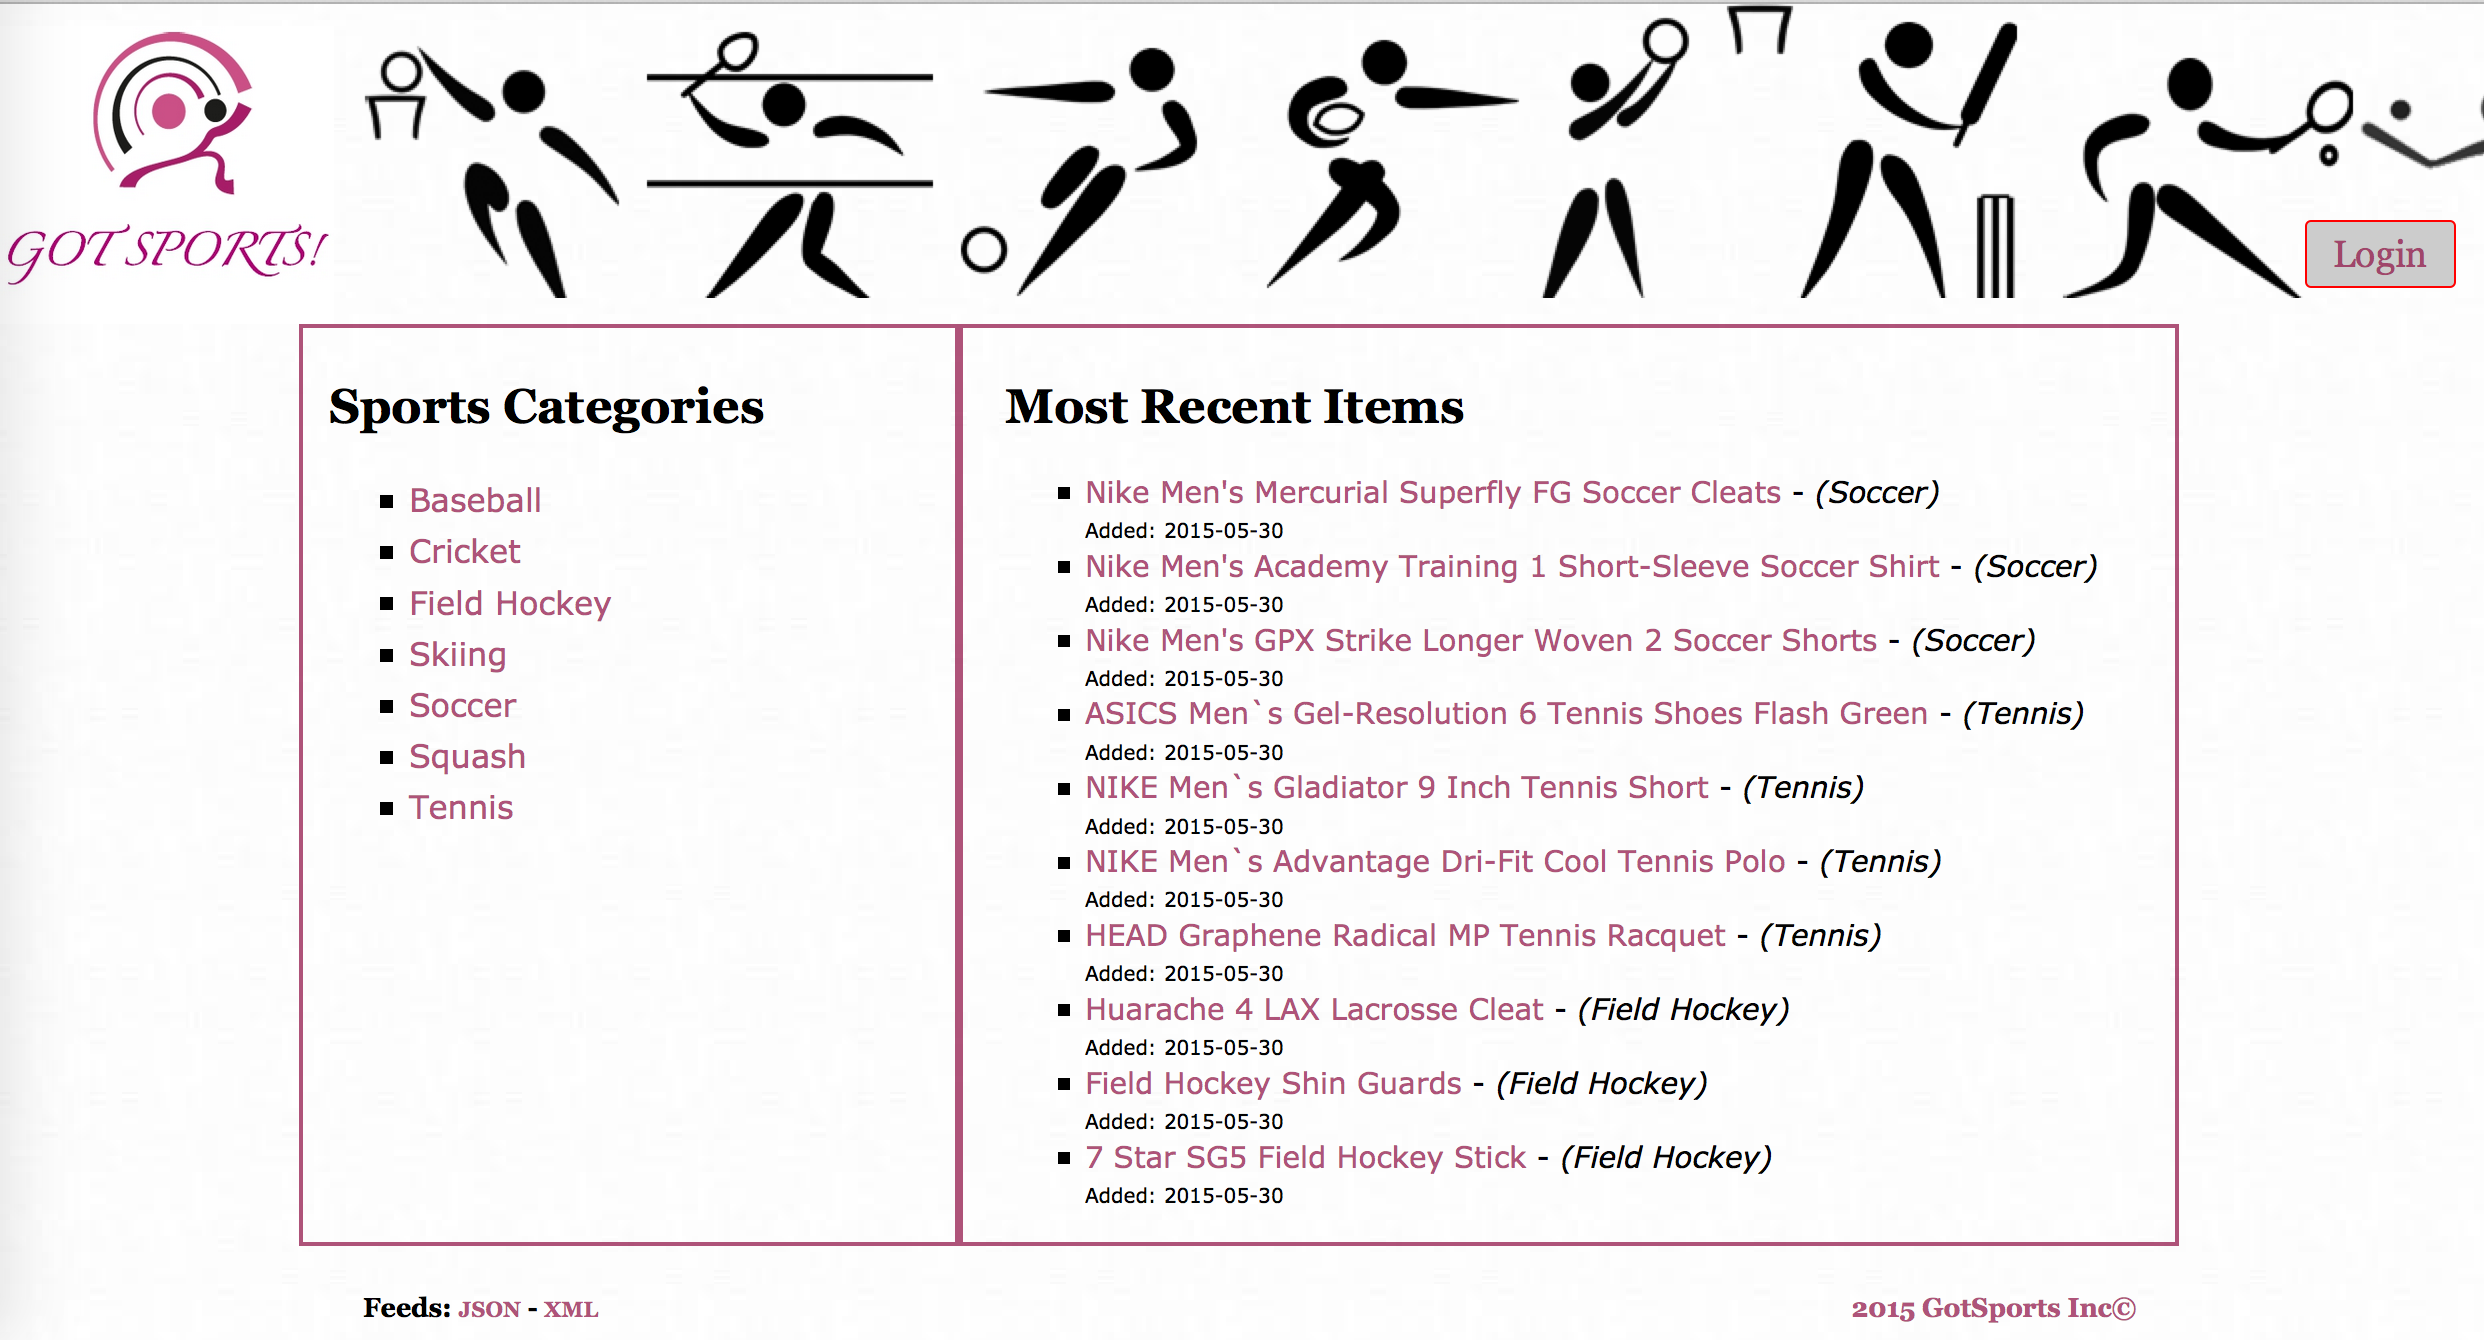 GOT SPORTS!
Login
Sports Categories
Baseball
Cricket
Field Hockey
Skiing
Soccer
Squash
Tennis
Most Recent Items
Nike Men's Mercurial Superfly FG Soccer Cleats - (Soccer)
Added: 2015-05-30
Nike Men's Academy Training 1 Short-Sleeve Soccer Shirt - (Soccer)
Added: 2015-05-30
Nike Men's GPX Strike Longer Woven 2 Soccer Shorts - (Soccer)
Added: 2015-05-30
ASICS Men`s Gel-Resolution 6 Tennis Shoes Flash Green - (Tennis)
Added: 2015-05-30
NIKE Men`s Gladiator 9 Inch Tennis Short - (Tennis)
Added: 2015-05-30
NIKE Men`s Advantage Dri-Fit Cool Tennis Polo - (Tennis)
Added: 2015-05-30
HEAD Graphene Radical MP Tennis Racquet - (Tennis)
Added: 2015-05-30
Huarache 4 LAX Lacrosse Cleat - (Field Hockey)
Added: 2015-05-30
Field Hockey Shin Guards - (Field Hockey)
Added: 2015-05-30
7 Star SG5 Field Hockey Stick - (Field Hockey)
Added: 2015-05-30
Feeds: JSON - XML
2015 GotSports Inc©